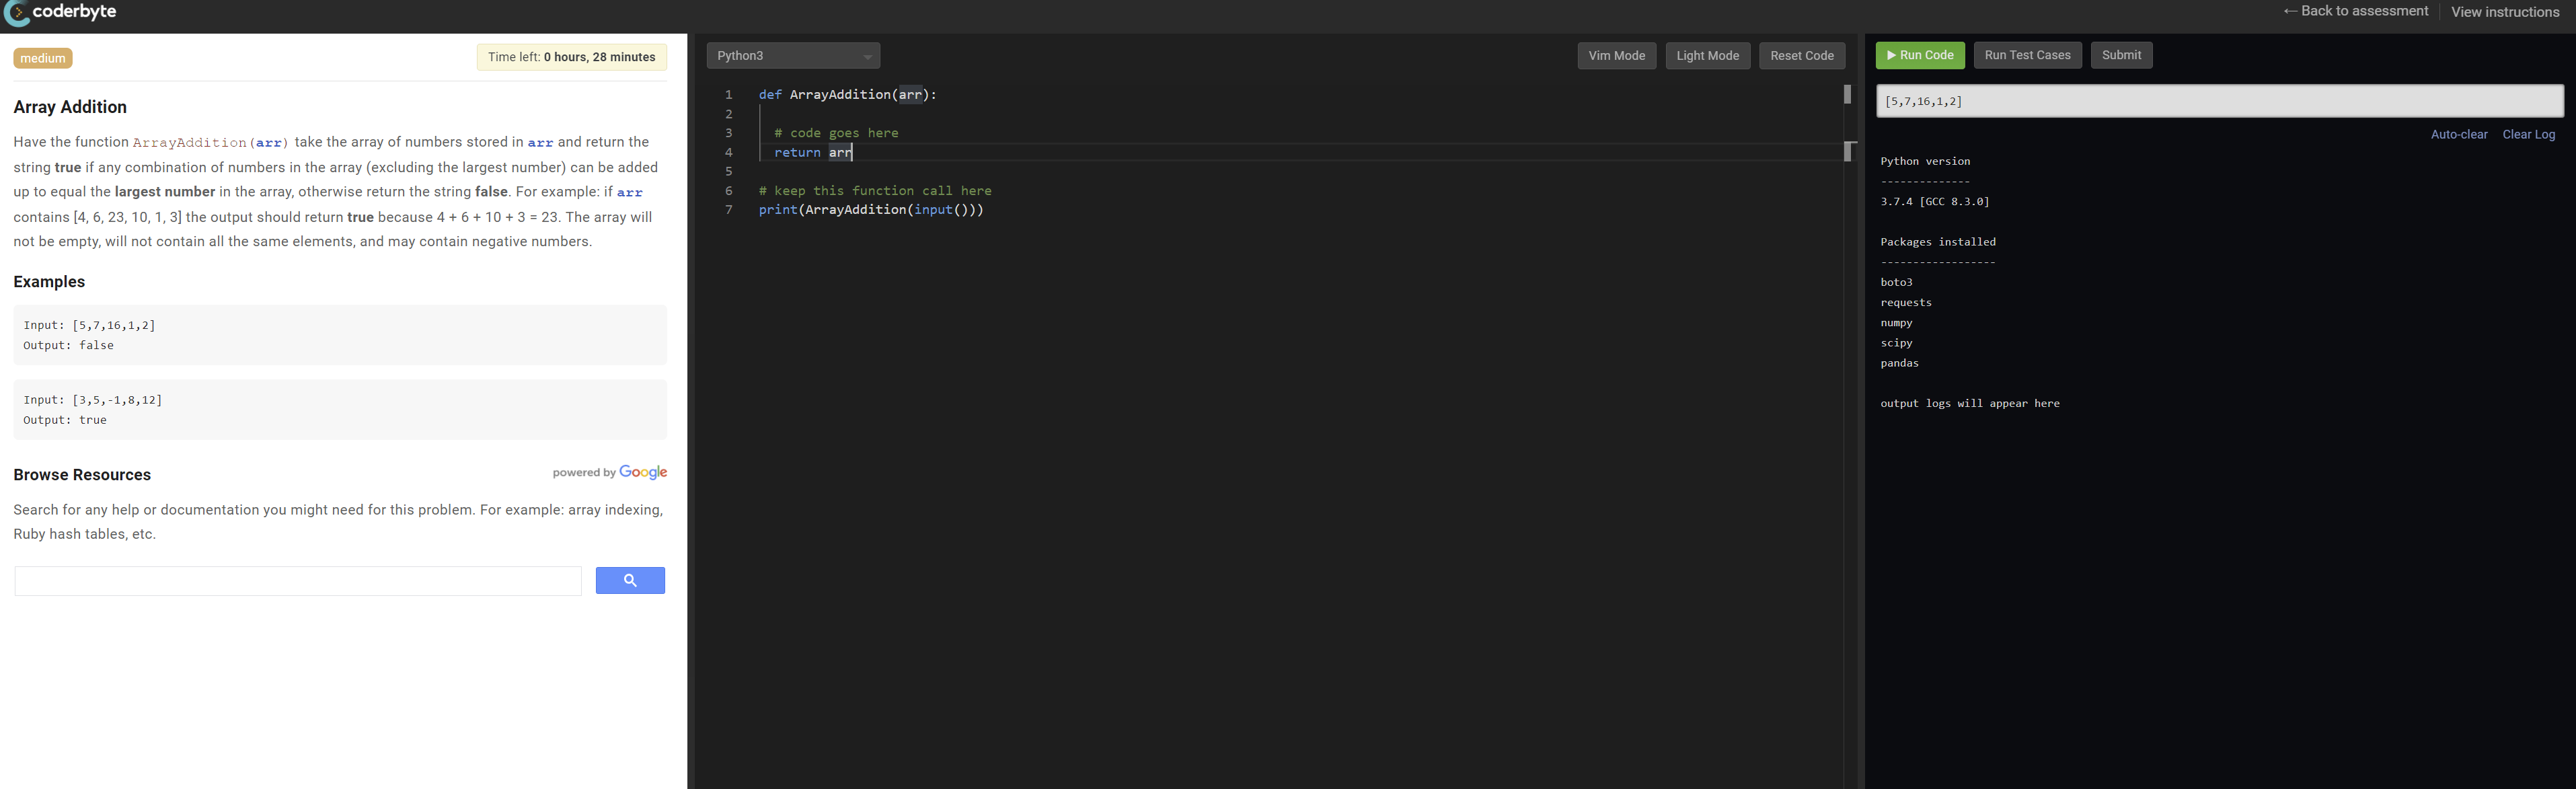 coderbyte
← Back to assessment
View instructions
medium
Time left: 0 hours, 28 minutes
Array Addition
Have the function ArrayAddition(arr) take the array of numbers stored in arr and return the
string true if any combination of numbers in the array (excluding the largest number) can be added
up to equal the largest number in the array, otherwise return the string false. For example: if arr
contains [4, 6, 23, 10, 1, 3] the output should return true because 4 + 6 + 10 + 3 = 23. The array will
not be empty, will not contain all the same elements, and may contain negative numbers.
Examples
Input: [5,7,16,1,2]
Output: false
Input: [3,5,-1,8,12]
Output: true
Browse Resources
powered by Google
Search for any help or documentation you might need for this problem. For example: array indexing,
Ruby hash tables, etc.
Python3
Vim Mode
Light Mode
Reset Code
1 def ArrayAddition(arr):
2
3 # code goes here
4 return arr
5
6 # keep this function call here
7 print(ArrayAddition(input()))
Run Code
Run Test Cases
Submit
[5,7,16,1,2]
Auto-clear
Clear Log
Python version
--------------
3.7.4 [GCC 8.3.0]
Packages installed
------------------
boto3
requests
numpy
scipy
pandas
output logs will appear here